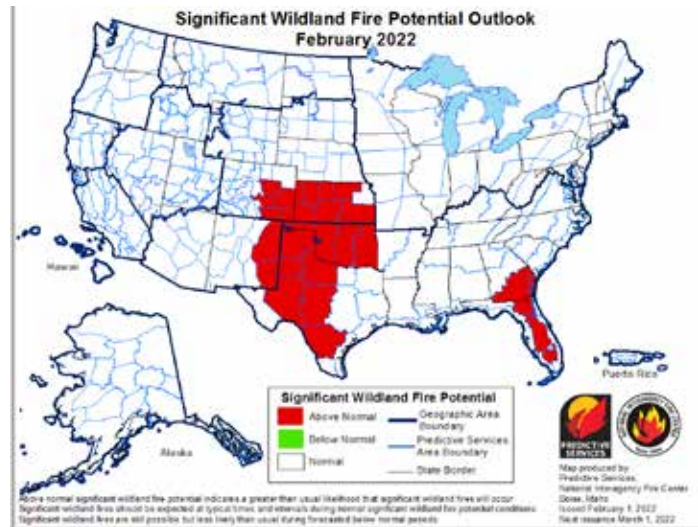 Significant Wildland Fire Potential Outlook
February 2022
Hawaii
Alaska
Puerto Rico
Significant Wildland Fire Potential
Above Normal
Below Normal
Normal
Geographic Area
Boundary
Predictive Services
Area Boundary
State Border
PREDICTIVE
SERVICES
Map produced by
Predictive Services,
National Interagency Fire Center
Boise, Idaho
Issued February 1, 2022
Next issuance March 1, 2022
Above normal significant wildland fire potential indicates a greater than usual likelihood that significant wildland fires will occur
Significant wildland fires should be expected at typical times and intervals during normal significant wildland fire potential conditions
Significant wildland fires are still possible but less likely than usual during forecasted below normal periods